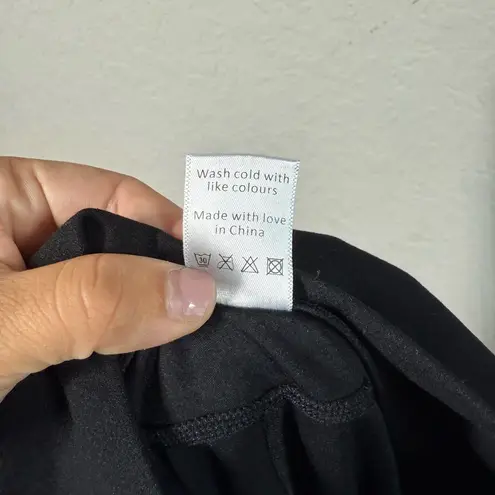 Wash cold with
like colours
Made with love
in China
30